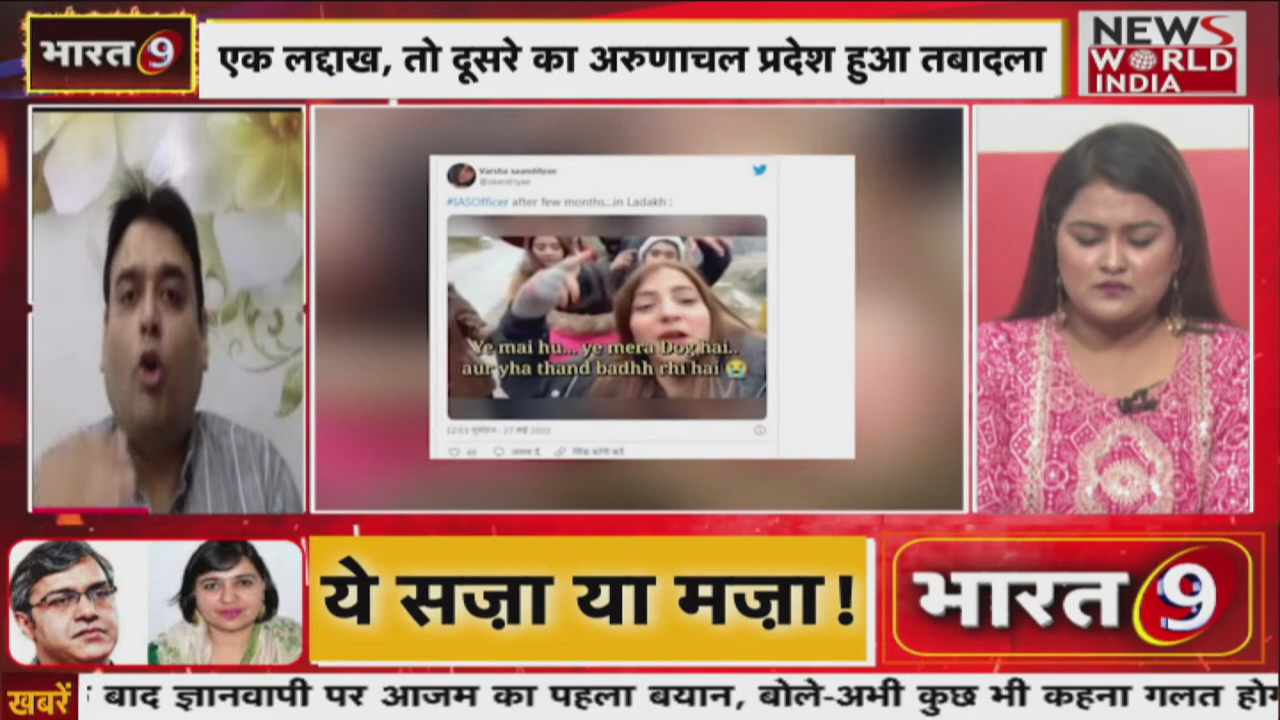 भारत 9
एक लद्दाख, तो दूसरे का अरुणाचल प्रदेश हुआ तबादला
NEWS
WORLD
INDIA
Varsha saandilyae
@saandilyae
#IASOfficer after few months...in Ladakh :
Ye mai hu... ye mera Dog hai..
aur yha thand badhh rhi hai 😭
27 मई 2022
ये सज़ा या मज़ा!
भारत 9
खबरें
बाद ज्ञानवापी पर आजम का पहला बयान, बोले-अभी कुछ भी कहना गलत